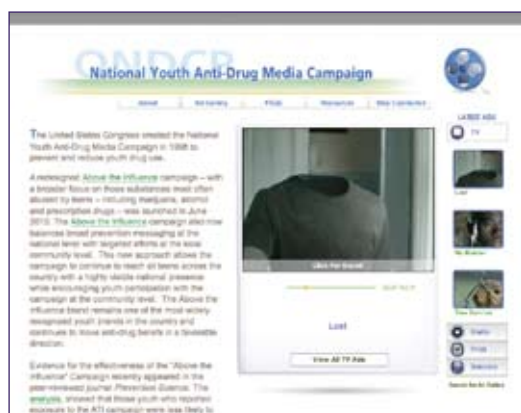 ONDCP
National Youth Anti-Drug Media Campaign
About
Resources
The United States Congress created the National
Youth Anti-Drug Media Campaign in 1998 to
prevent and reduce youth drug use.
A redesigned Above the Influence campaign – with
a broader focus on those substances most often
abused by teens – including marijuana, alcohol
and prescription drugs – was launched in June
2010. The Above the Influence campaign also now
balances broad prevention messaging at the
national level with targeted efforts at the local
community level. This new approach allows the
campaign to continue to reach all teens across the
country with a highly visible national presence
while encouraging youth participation with the
campaign at the community level. The Above the
Influence brand remains one of the most widely
recognized youth brands in the country and
continues to move anti-drug beliefs in a favorable
direction.
Evidence for the effectiveness of the "Above the
Influence" Campaign recently appeared in the
peer-reviewed journal Prevention Science. The
analysis, showed that those youth who reported
exposure to the ATI campaign were less likely to
Lost
View All TV Ads
LATEST ADS
TV
Lost
Radio
Print